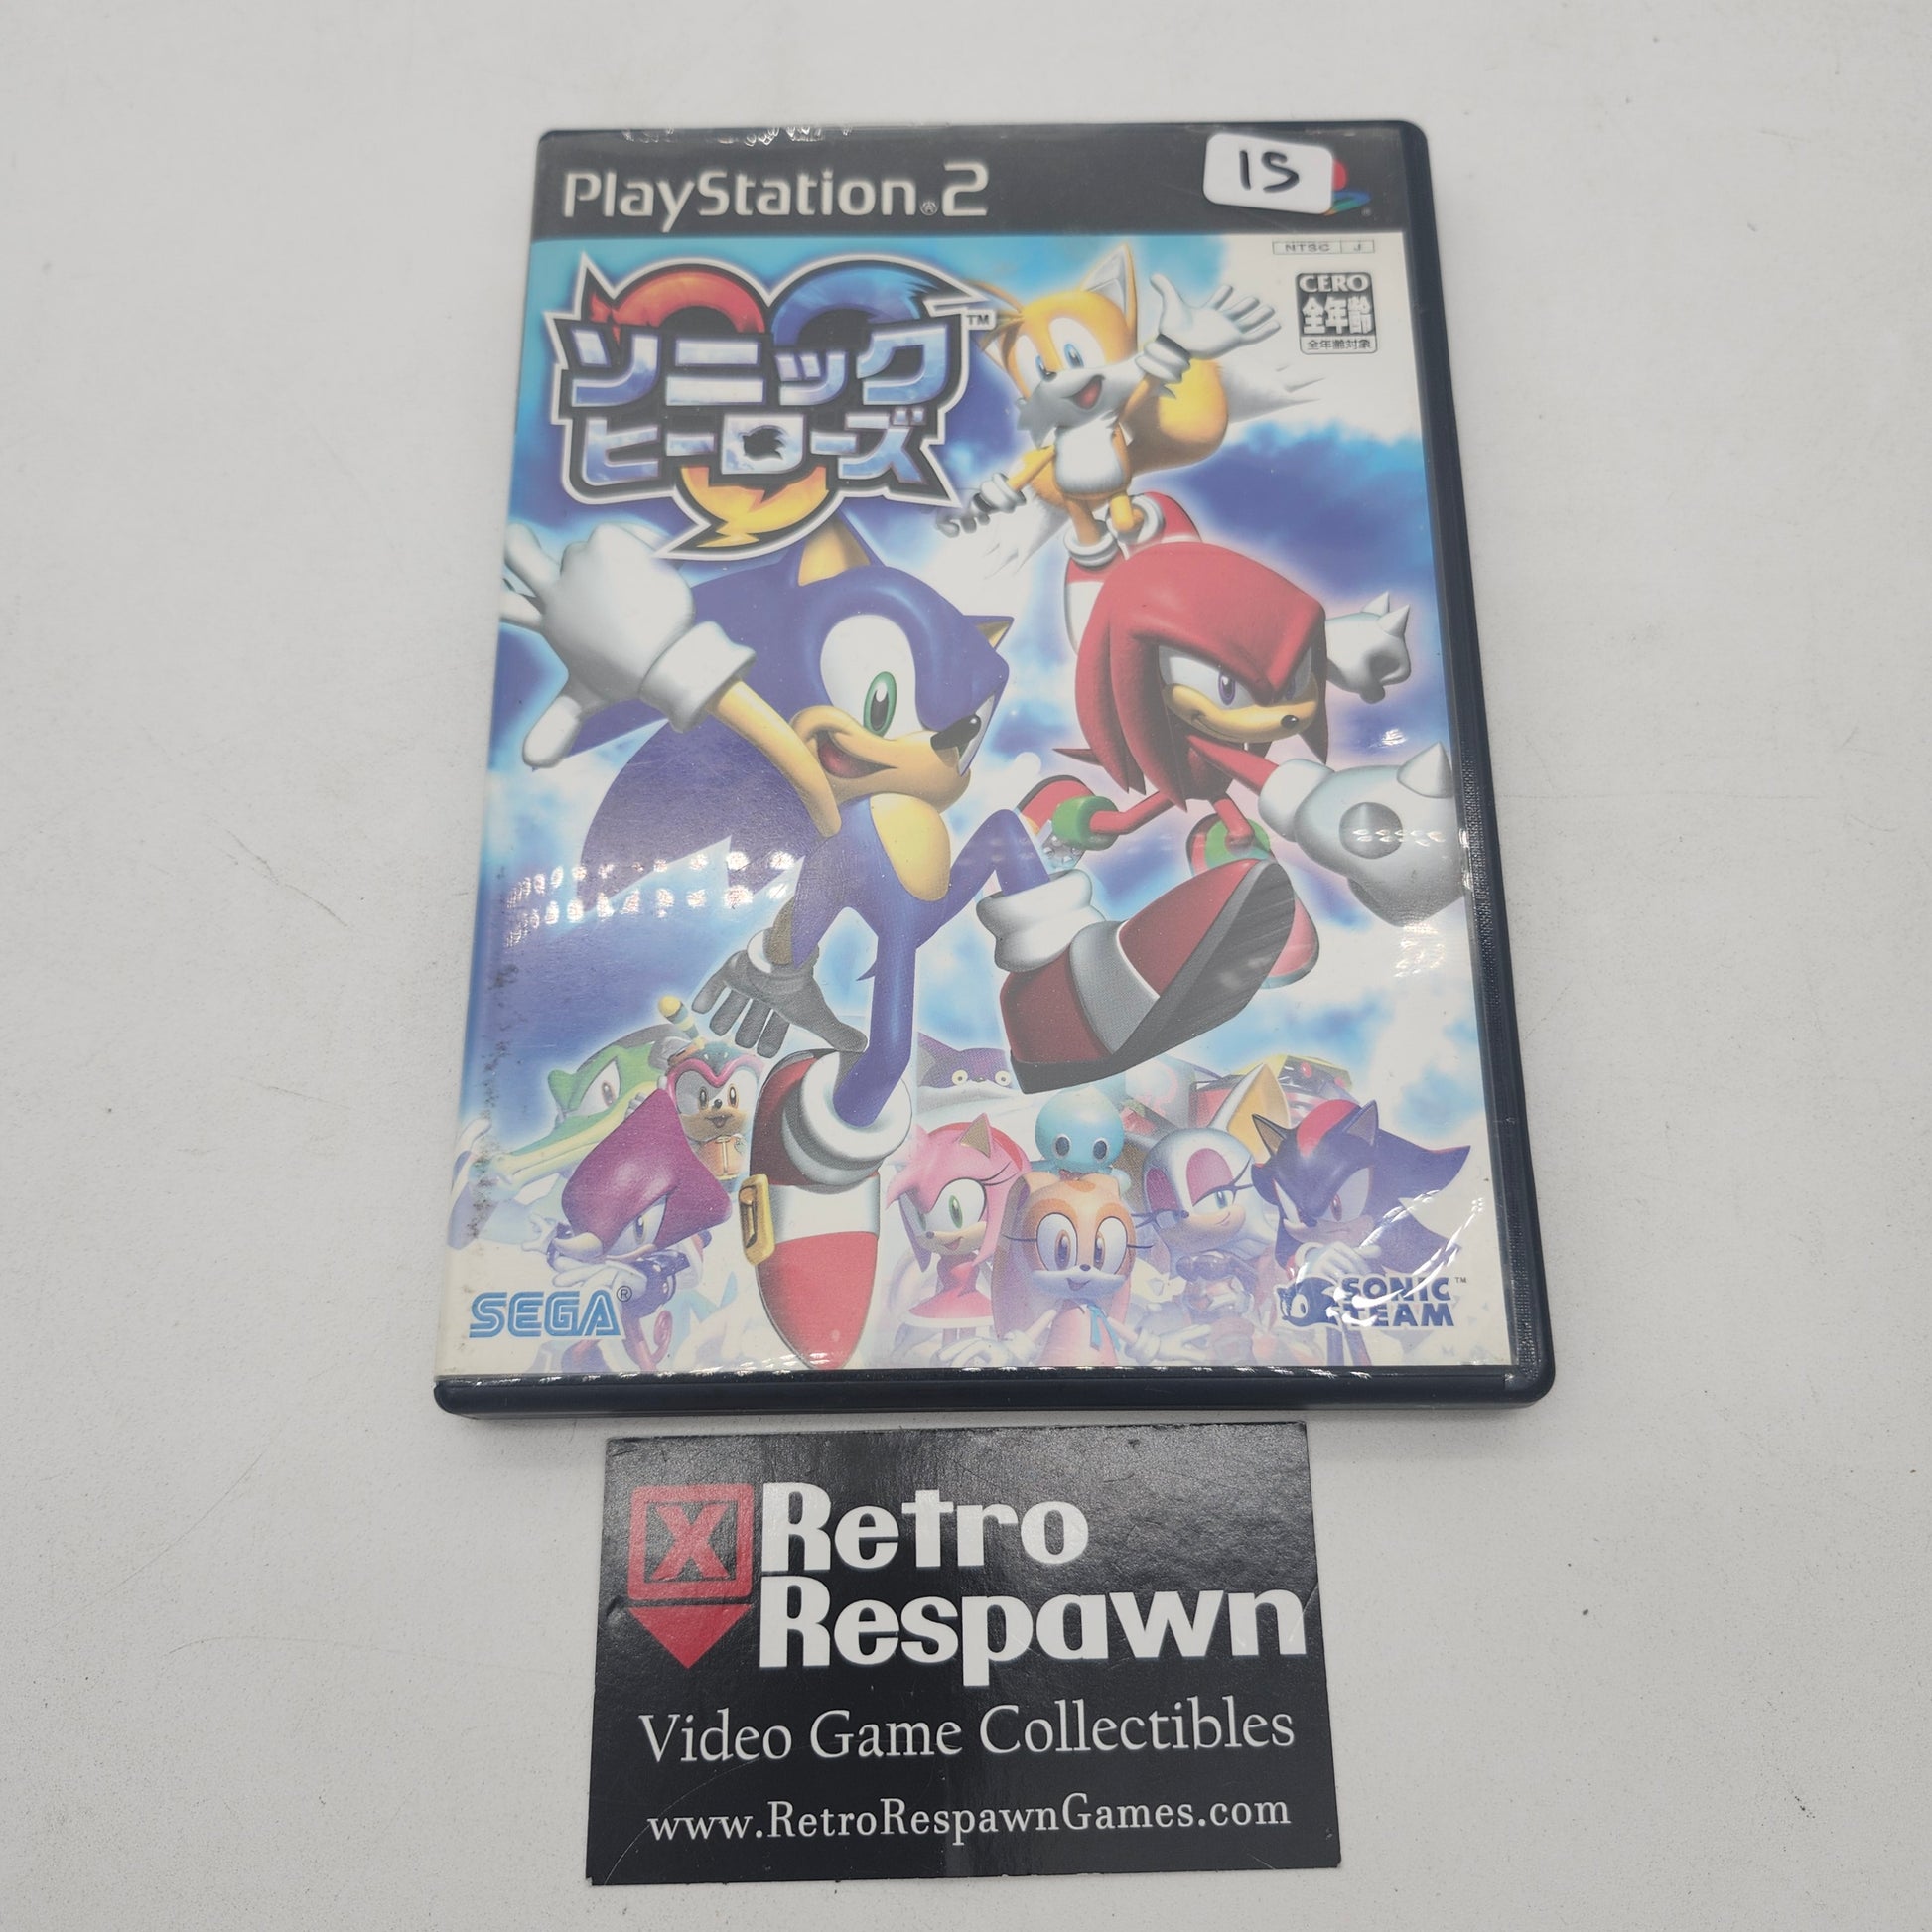 PlayStation®2
15
NTSC J
CERO
全年齢
全年齢対象
ソニック
ヒーローズ
TM
SEGA®
SONIC
TEAM
TM
Retro
Respawn
Video Game Collectibles
www.RetroRespawnGames.com